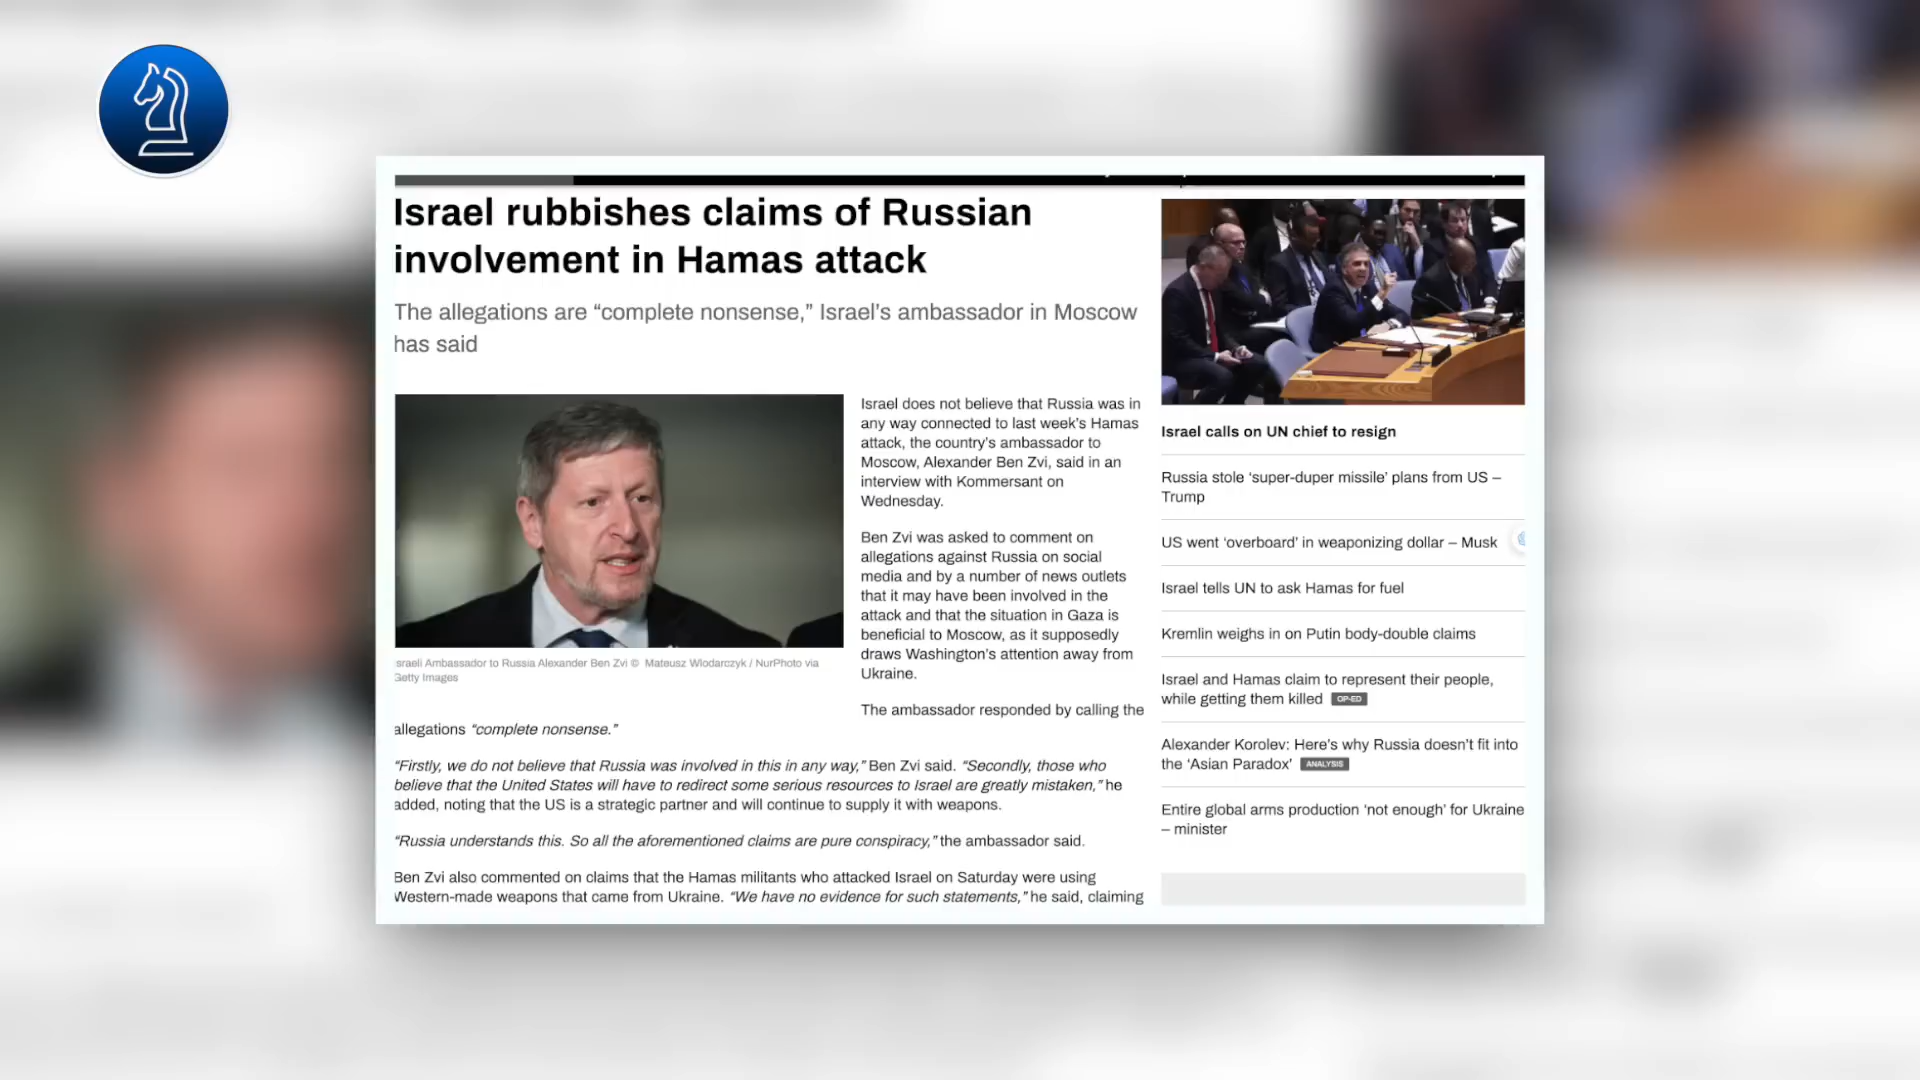 Israel rubbishes claims of Russian
involvement in Hamas attack
The allegations are “complete nonsense,” Israel's ambassador in Moscow
has said
Israel does not believe that Russia was in
any way connected to last week's Hamas
attack, the country's ambassador to
Moscow, Alexander Ben Zvi, said in an
interview with Kommersant on
Wednesday.
Ben Zvi was asked to comment on
allegations against Russia on social
media and by a number of news outlets
that it may have been involved in the
attack and that the situation in Gaza is
beneficial to Moscow, as it supposedly
draws Washington's attention away from
Ukraine.
sraeli Ambassador to Russia Alexander Ben Zvi © Mateusz Wlodarczyk / NurPhoto via
Getty Images
The ambassador responded by calling the
allegations “complete nonsense.”
“Firstly, we do not believe that Russia was involved in this in any way,” Ben Zvi said. “Secondly, those who
believe that the United States will have to redirect some serious resources to Israel are greatly mistaken,” he
added, noting that the US is a strategic partner and will continue to supply it with weapons.
“Russia understands this. So all the aforementioned claims are pure conspiracy,” the ambassador said.
Ben Zvi also commented on claims that the Hamas militants who attacked Israel on Saturday were using
Western-made weapons that came from Ukraine. “We have no evidence for such statements,” he said, claiming
Israel calls on UN chief to resign
Russia stole ‘super-duper missile’ plans from US –
Trump
US went ‘overboard’ in weaponizing dollar – Musk
Israel tells UN to ask Hamas for fuel
Kremlin weighs in on Putin body-double claims
Israel and Hamas claim to represent their people,
while getting them killed OP-ED
Alexander Korolev: Here's why Russia doesn't fit into
the ‘Asian Paradox’ ANALYSIS
Entire global arms production ‘not enough’ for Ukraine
– minister